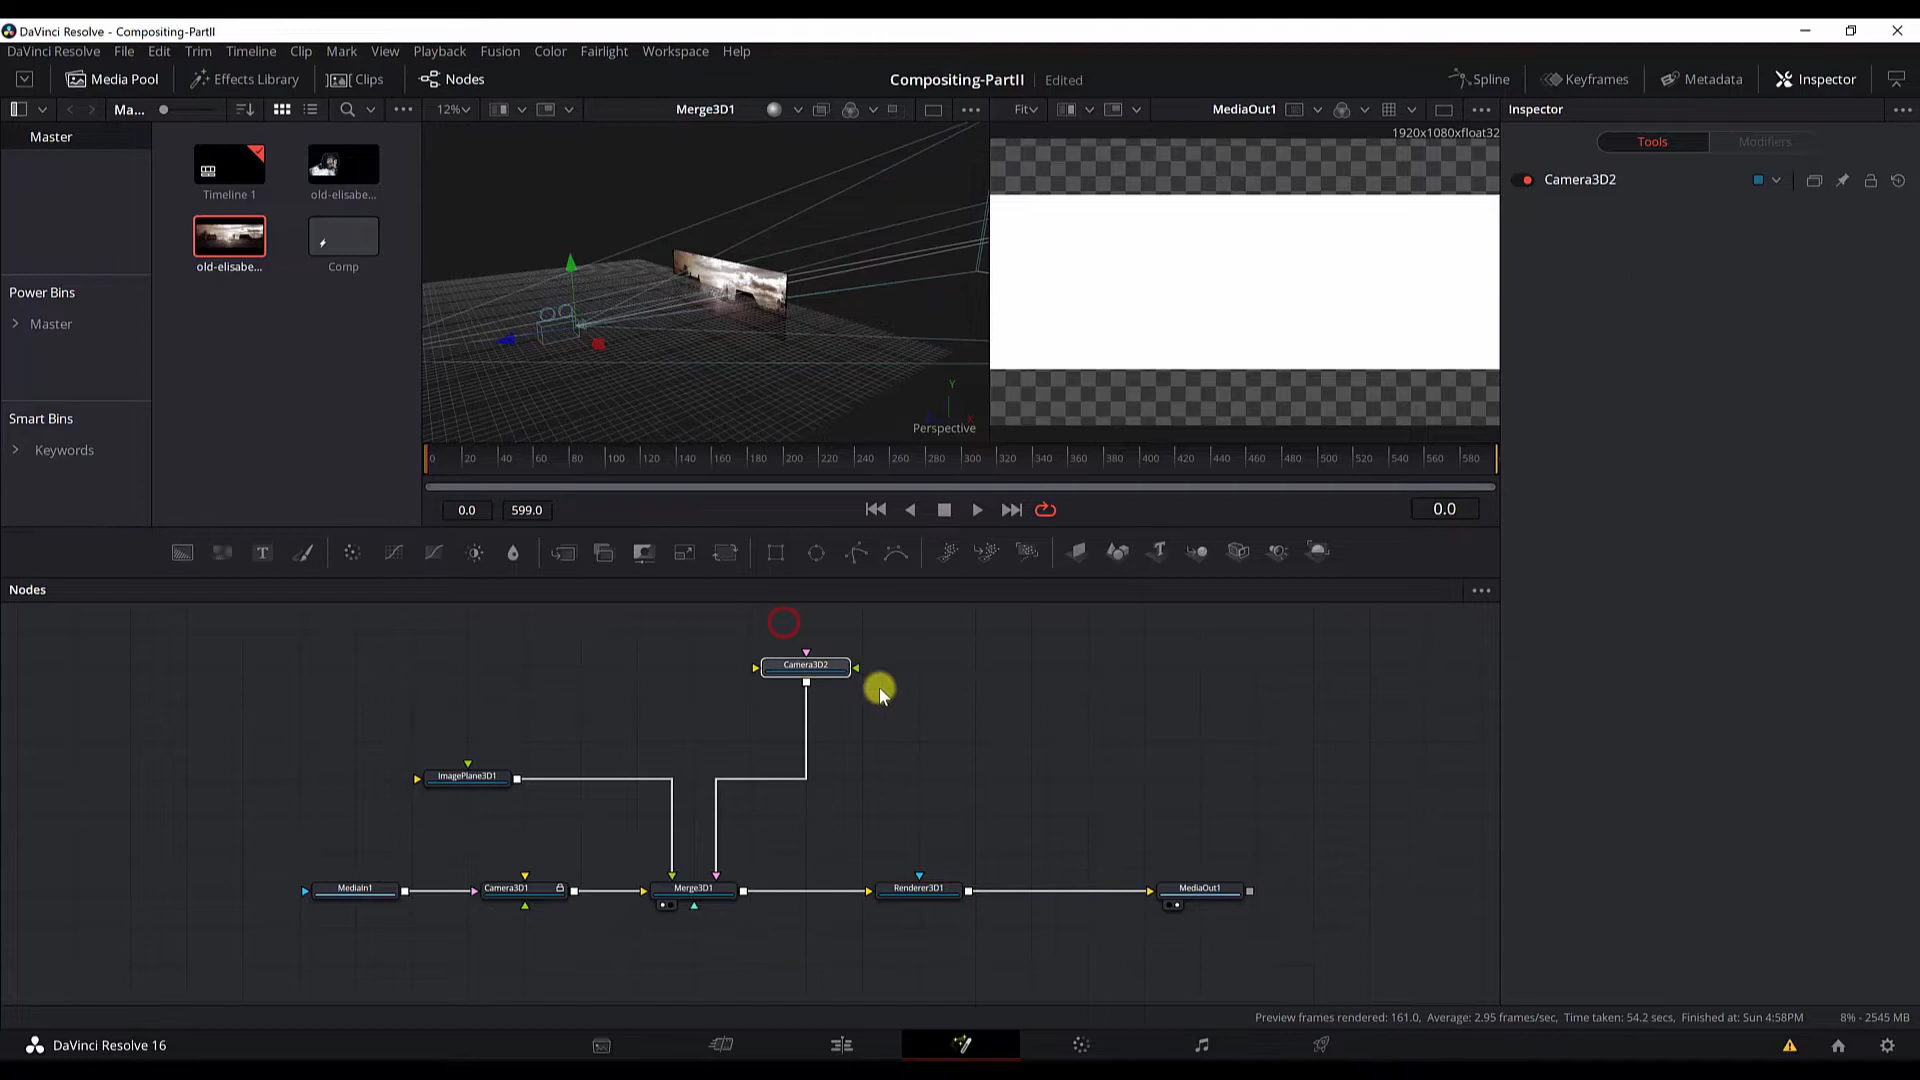 DaVinci Resolve - Compositing-PartII
DaVinci Resolve File Edit Trim Timeline Clip Mark View Playback Fusion Color Fairlight Workspace Help
Media Pool Effects Library Clips Nodes Compositing-PartII Edited Spline Keyframes Metadata Inspector
Ma... 12% Merge3D1 Fit MediaOut1 Inspector
Master
1920x1080xfloat32
Tools Modifiers
Camera3D2
Timeline 1 old-elisabe...
old-elisabe... Comp
Power Bins
Master
Smart Bins
Keywords
Y
X
Perspective
0 20 40 60 80 100 120 140 160 180 200 220 240 260 280 300 320 340 360 380 400 420 440 460 480 500 520 540 560 580
0.0 599.0 0.0
Nodes
Camera3D2
ImagePlane3D1
MediaIn1 Camera3D1 Merge3D1 Renderer3D1 MediaOut1
Preview frames rendered: 161.0, Average: 2.95 frames/sec, Time taken: 54.2 secs, Finished at: Sun 4:58PM 8% - 2545 MB
DaVinci Resolve 16